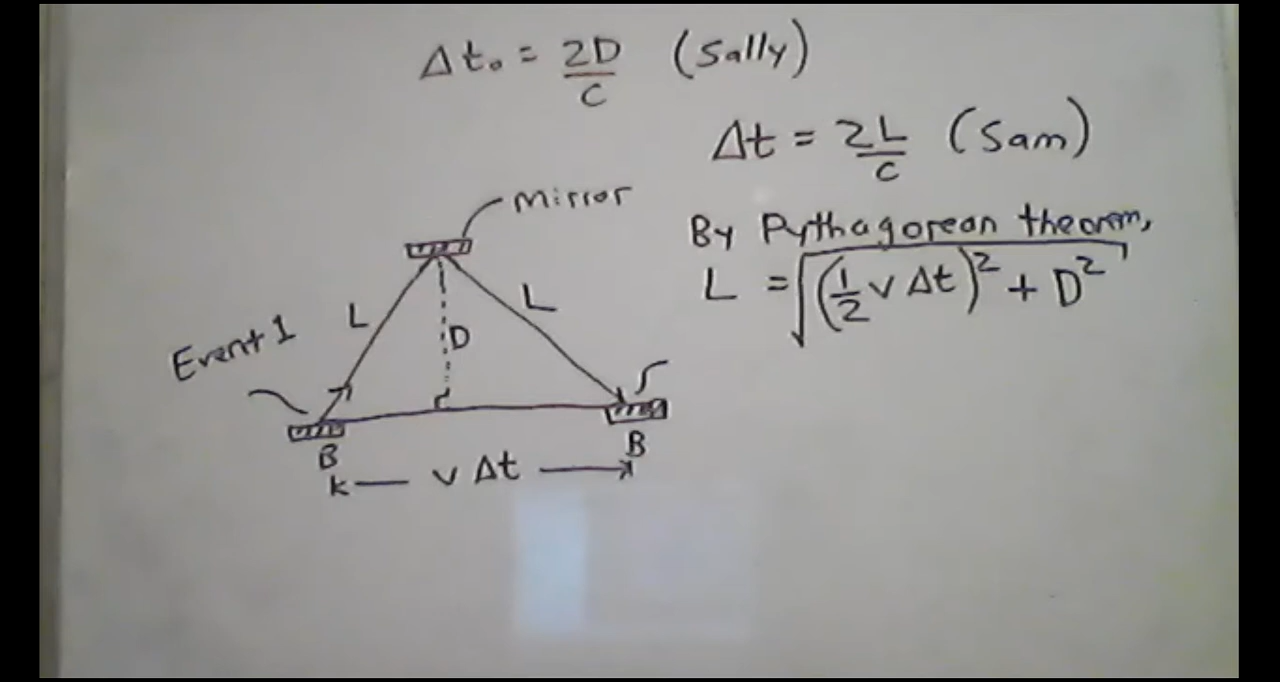 Δt₀ = 2D/C (Sally)
Δt = 2L/C (Sam)
Mirror
By Pythagorean theorem,
L = √((1/2 v Δt)² + D²)
L
L
D
Event 1
B
B
v Δt